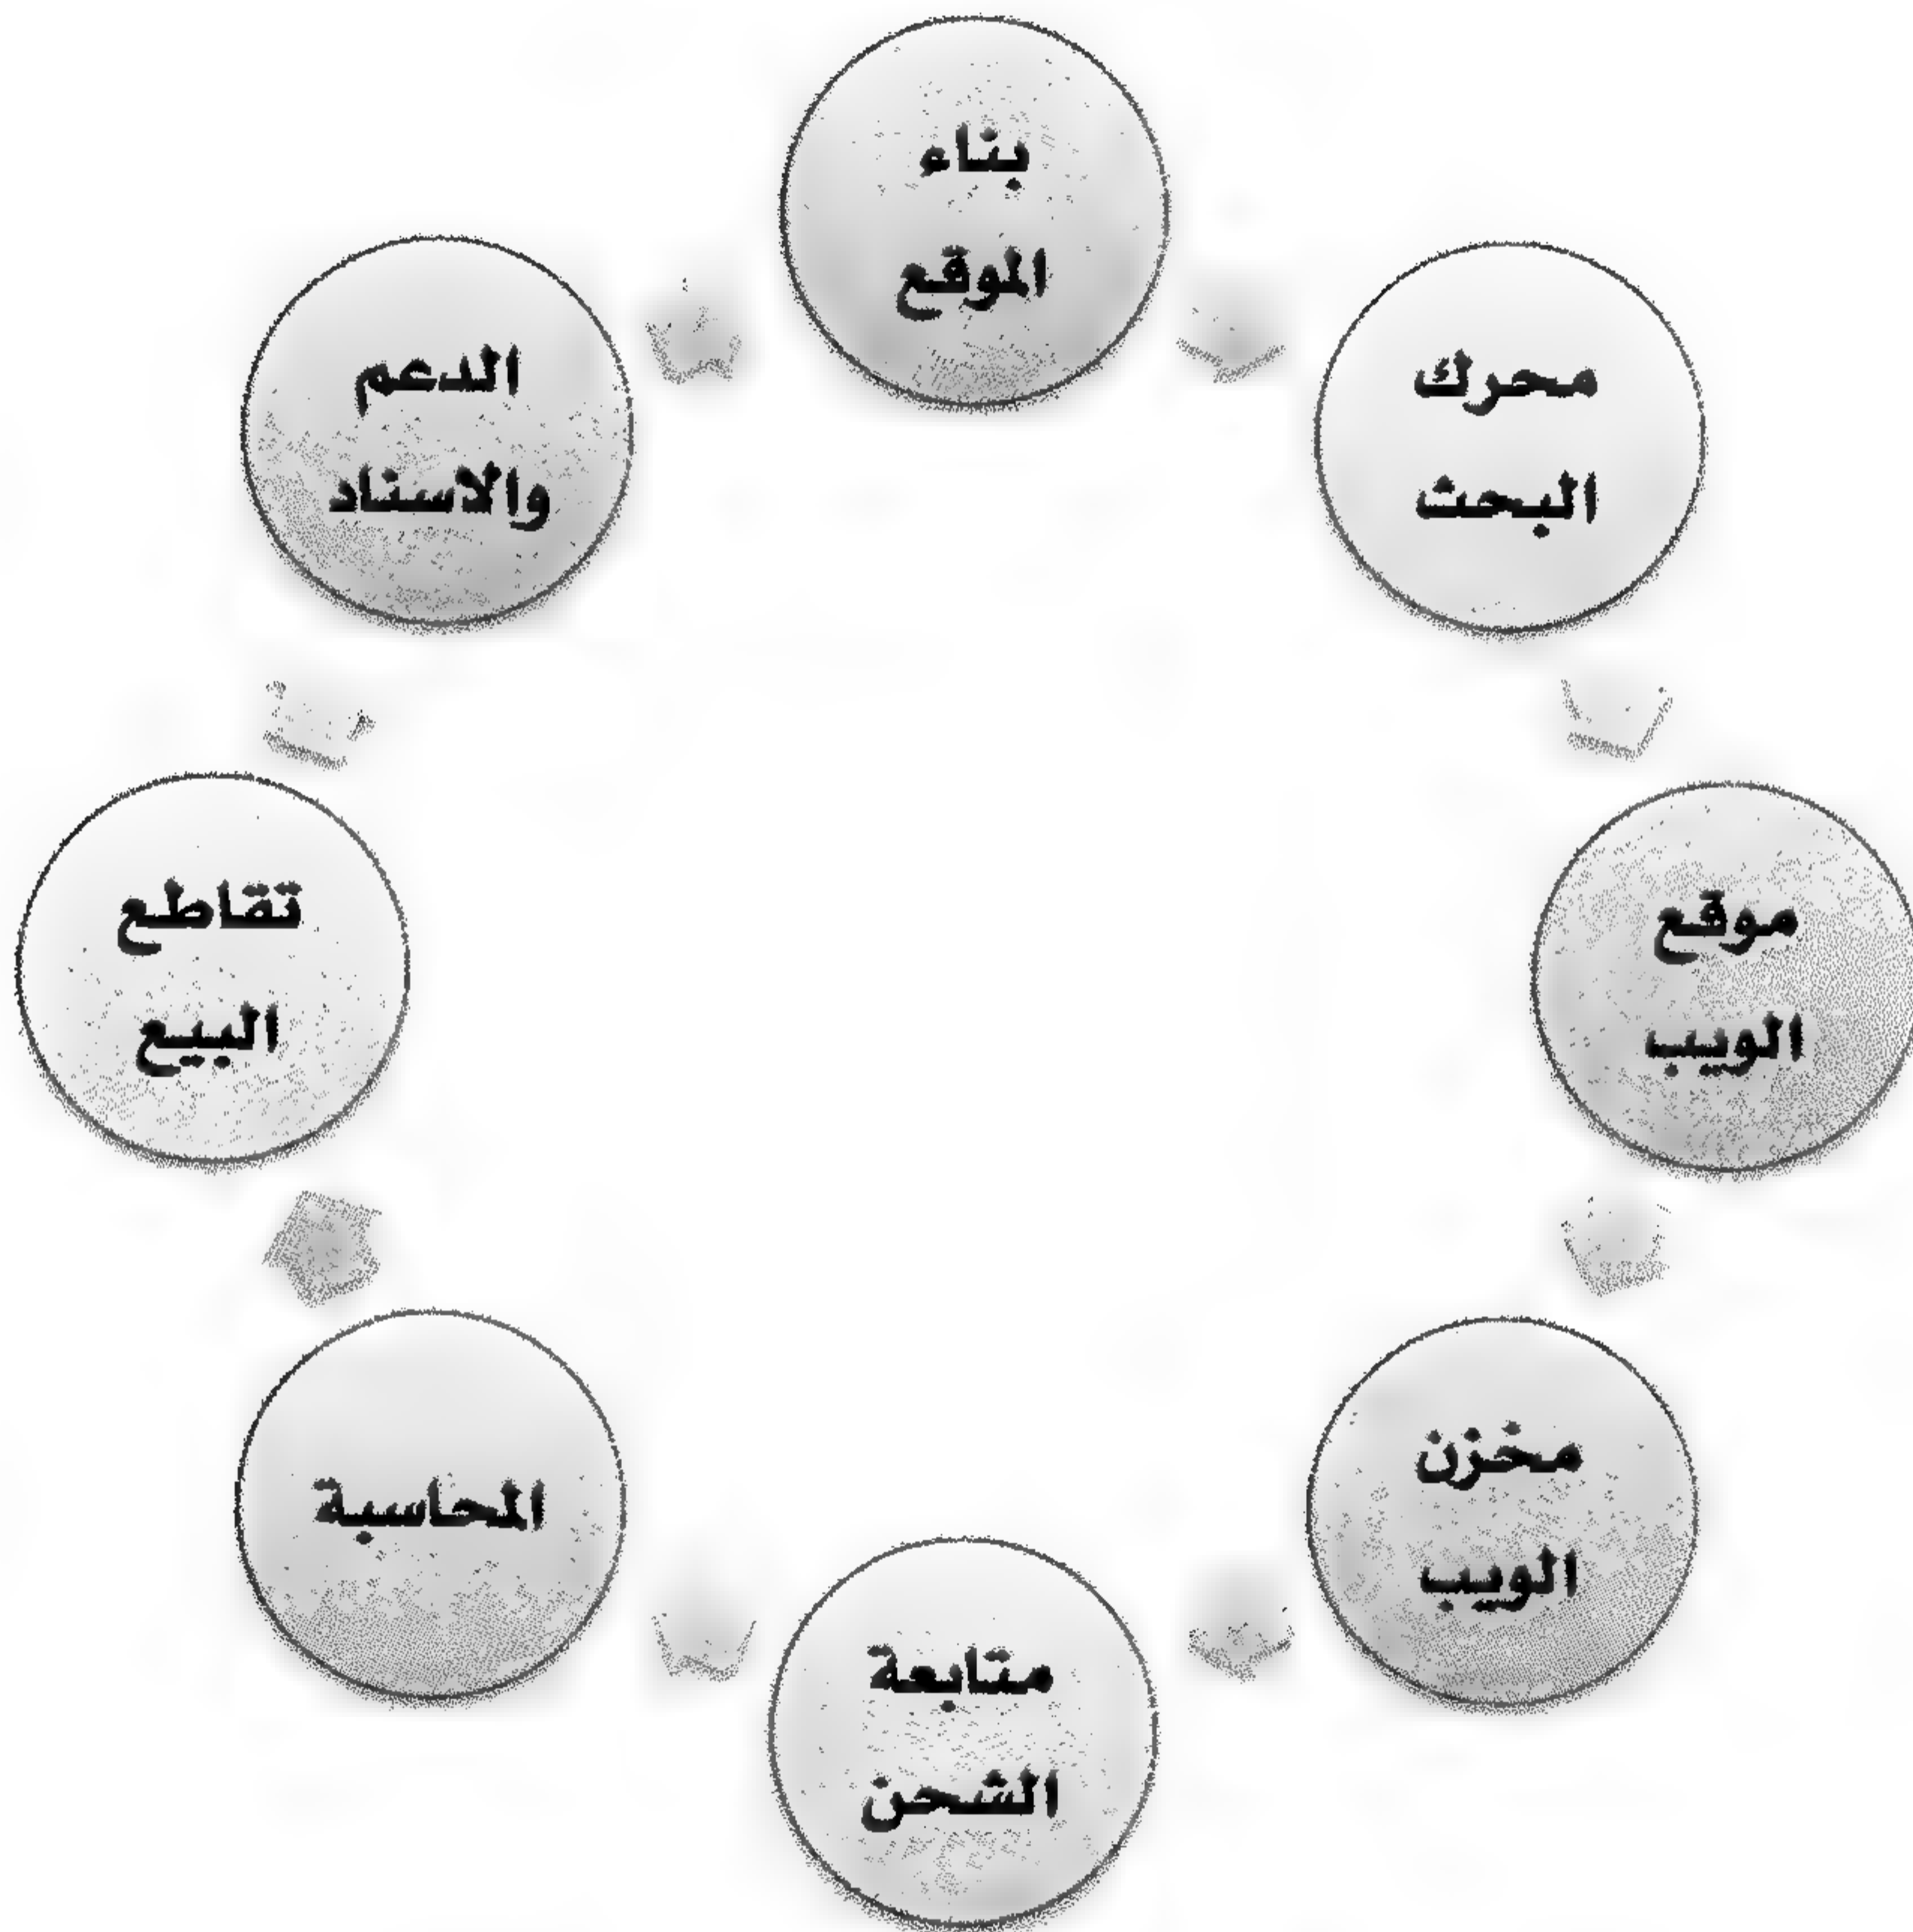 بناء
الموقع
محرك
البحث
موقع
الويب
مخزن
الويب
متابعة
الشحن
المحاسبة
تقاطع
البيع
الدعم
والاسناد